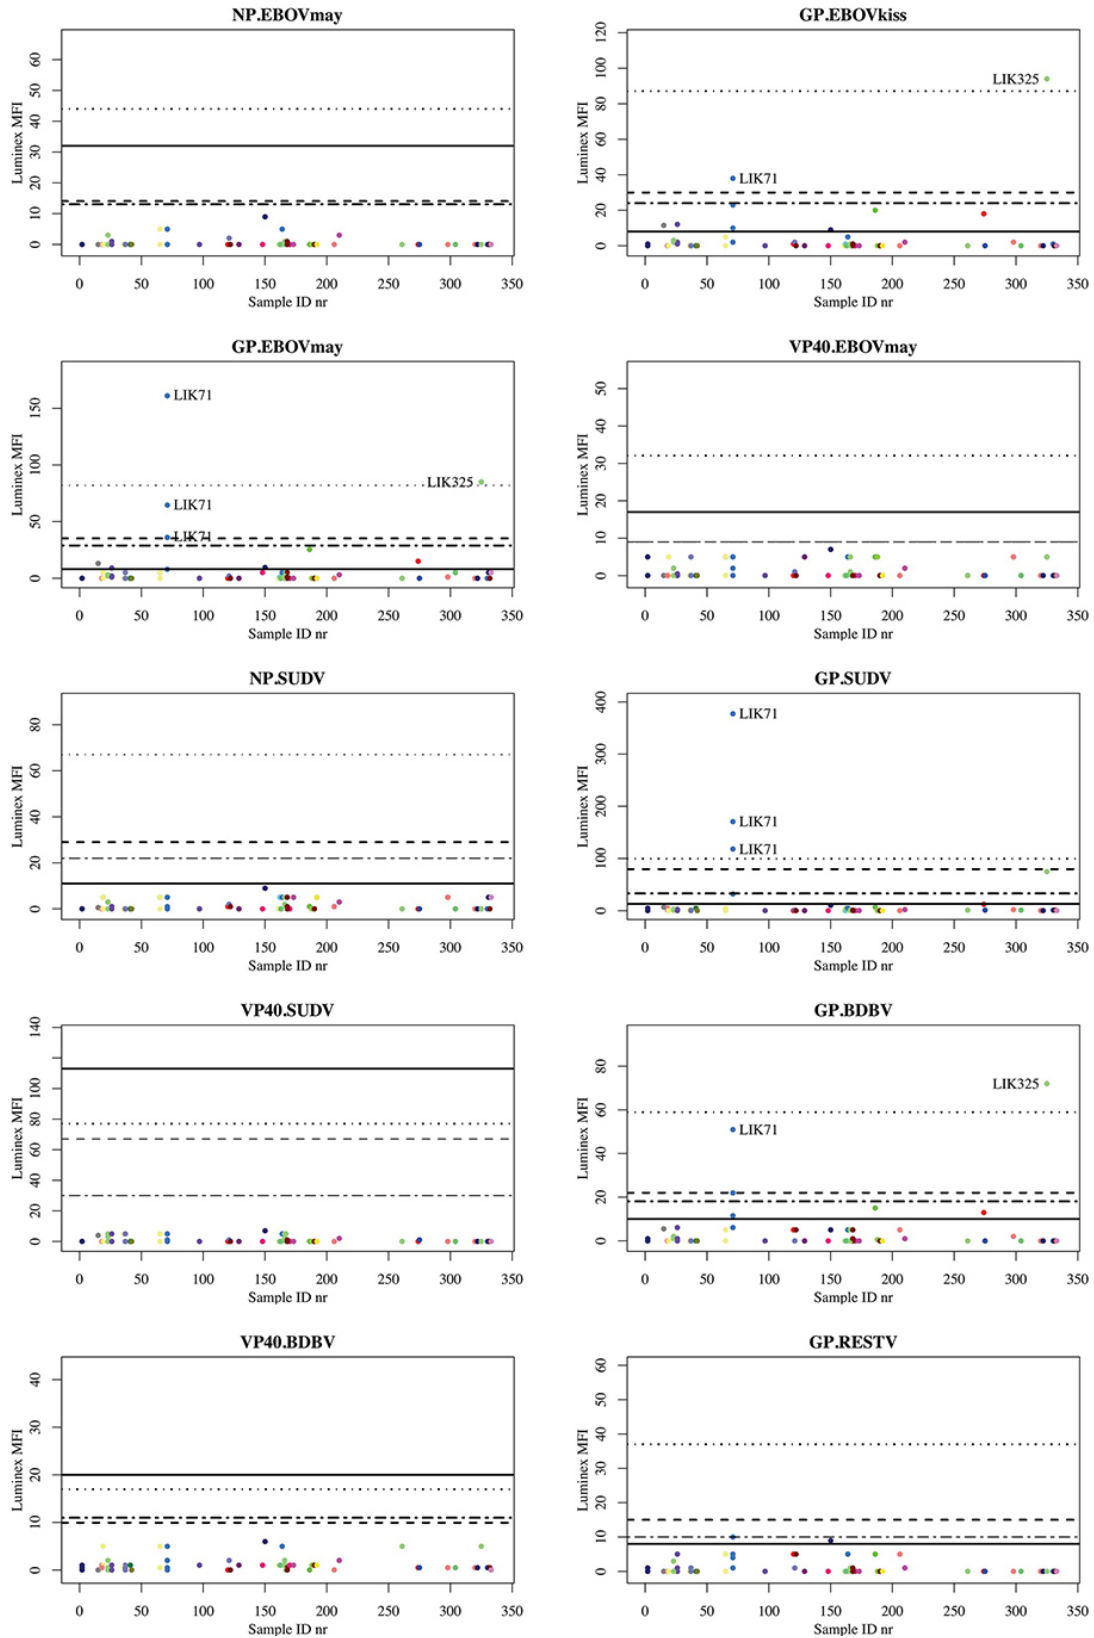 NP.EBOVmay
Luminex MFI
0 10 20 30 40 50 60
0 50 100 150 200 250 300 350
Sample ID nr
GP.EBOVkiss
Luminex MFI
0 20 40 60 80 100 120
LIK325
LIK71
0 50 100 150 200 250 300 350
Sample ID nr
GP.EBOVmay
Luminex MFI
0 50 100 150
LIK71
LIK325
LIK71
LIK71
0 50 100 150 200 250 300 350
Sample ID nr
VP40.EBOVmay
Luminex MFI
0 10 20 30 40 50
0 50 100 150 200 250 300 350
Sample ID nr
NP.SUDV
Luminex MFI
0 20 40 60 80
0 50 100 150 200 250 300 350
Sample ID nr
GP.SUDV
Luminex MFI
0 100 200 300 400
LIK71
LIK71
LIK71
0 50 100 150 200 250 300 350
Sample ID nr
VP40.SUDV
Luminex MFI
0 20 40 60 80 100 140
0 50 100 150 200 250 300 350
Sample ID nr
GP.BDBV
Luminex MFI
0 20 40 60 80
LIK325
LIK71
0 50 100 150 200 250 300 350
Sample ID nr
VP40.BDBV
Luminex MFI
0 10 20 30 40
0 50 100 150 200 250 300 350
Sample ID nr
GP.RESTV
Luminex MFI
0 10 20 30 40 50 60
0 50 100 150 200 250 300 350
Sample ID nr